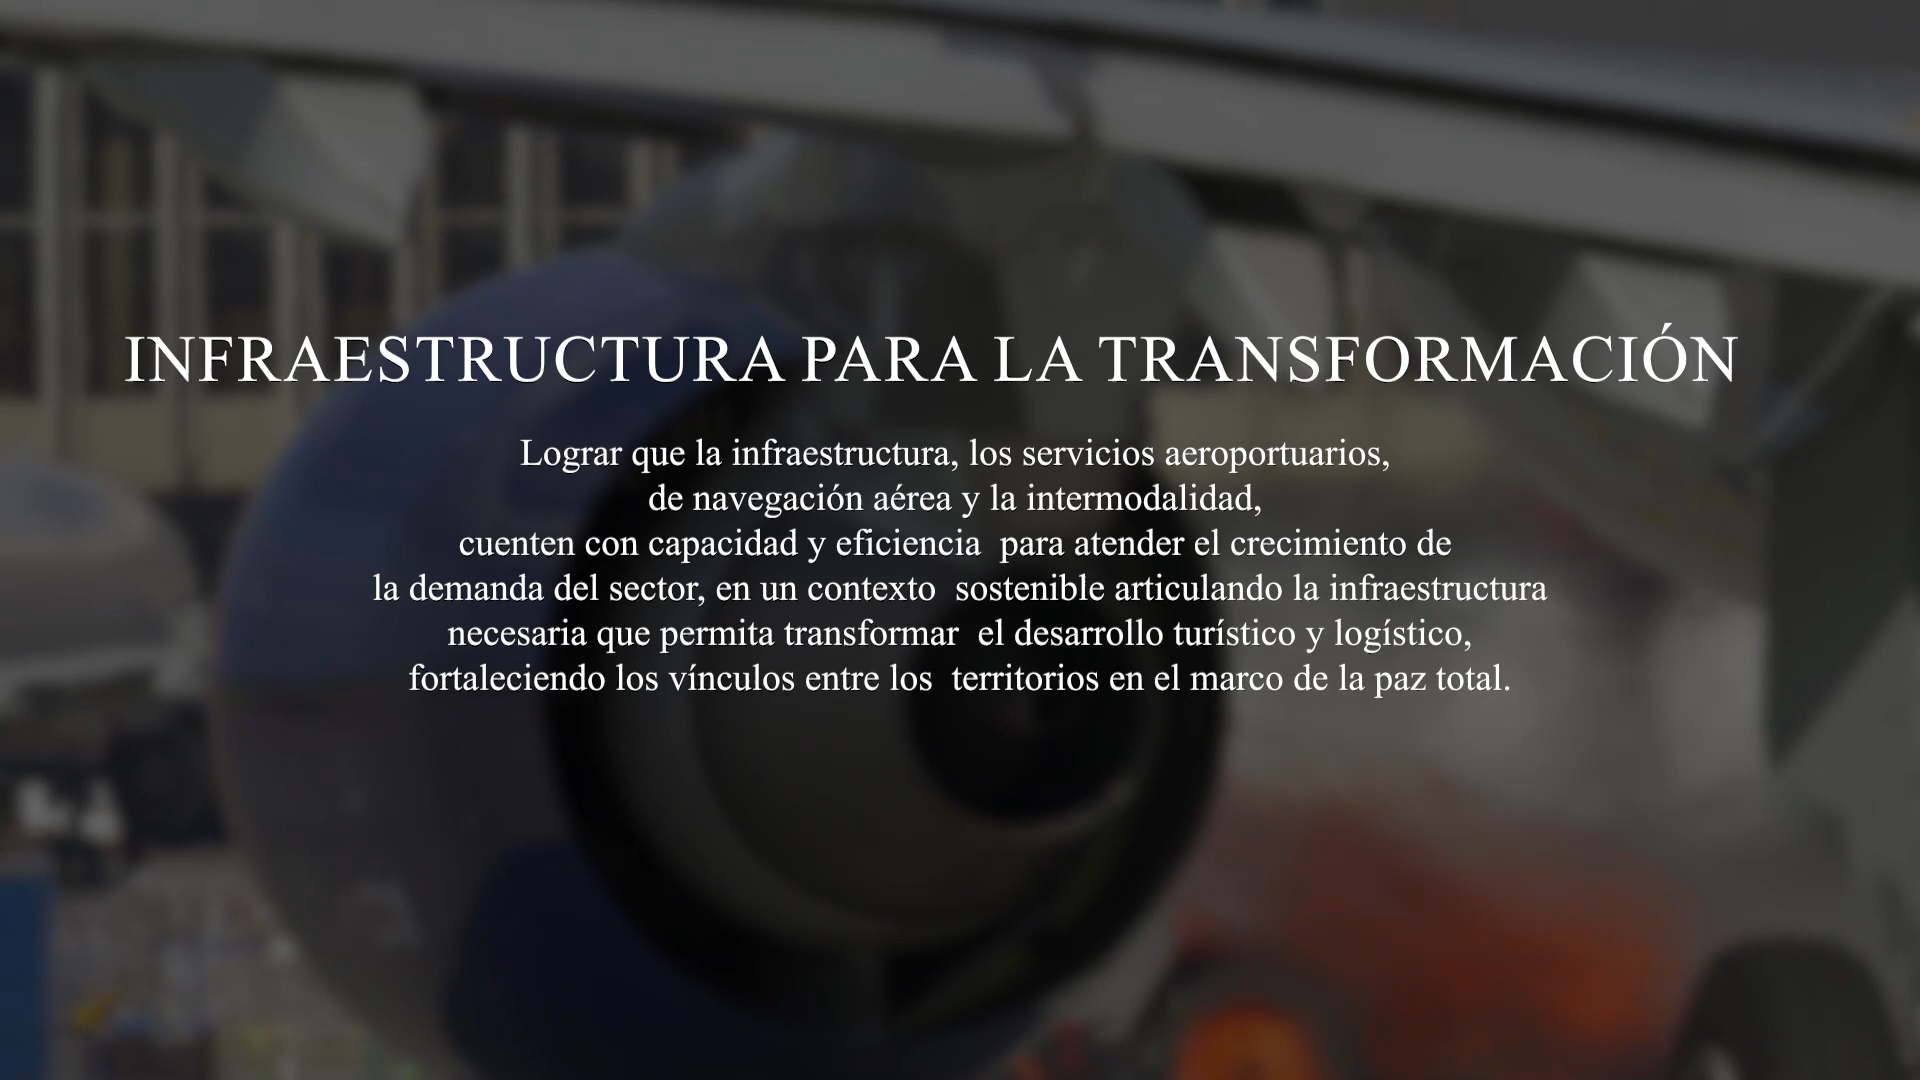 INFRAESTRUCTURA PARA LA TRANSFORMACIÓN
Lograr que la infraestructura, los servicios aeroportuarios,
de navegación aérea y la intermodalidad,
cuenten con capacidad y eficiencia  para atender el crecimiento de
la demanda del sector, en un contexto  sostenible articulando la infraestructura
necesaria que permita transformar  el desarrollo turístico y logístico,
fortaleciendo los vínculos entre los  territorios en el marco de la paz total.